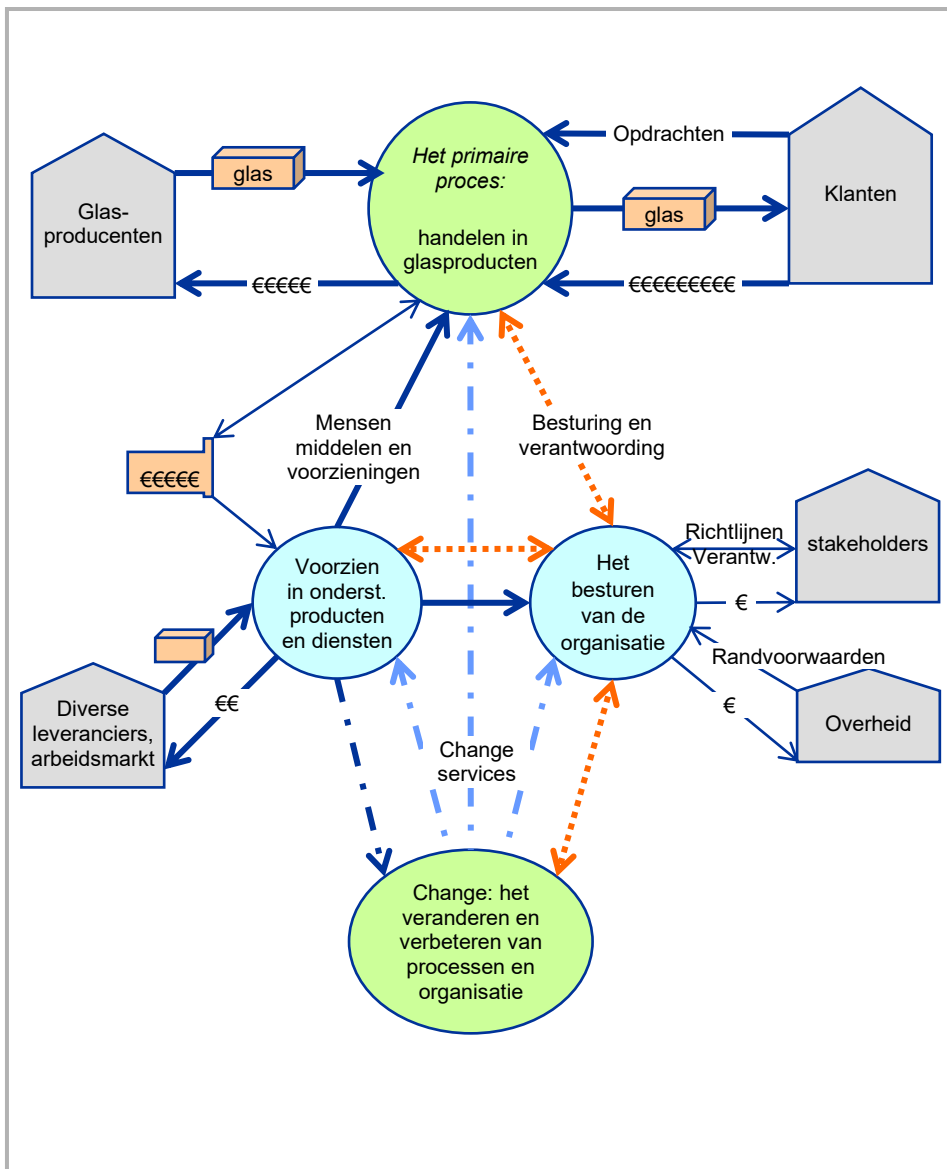 Opdrachten
Het primaire
proces:
handelen in
glasproducten
glas
Glas-
producenten
€€€€€
Klanten
glas
€€€€€€€€€
Mensen
middelen en
voorzieningen
Besturing en
verantwoording
€€€€€
Voorzien
in onderst.
producten
en diensten
Het
besturen
van de
organisatie
Richtlijnen
Verantw.
stakeholders
€
Randvoorwaarden
€
Overheid
€€
Diverse
leveranciers,
arbeidsmarkt
Change
services
Change: het
veranderen en
verbeteren van
processen en
organisatie